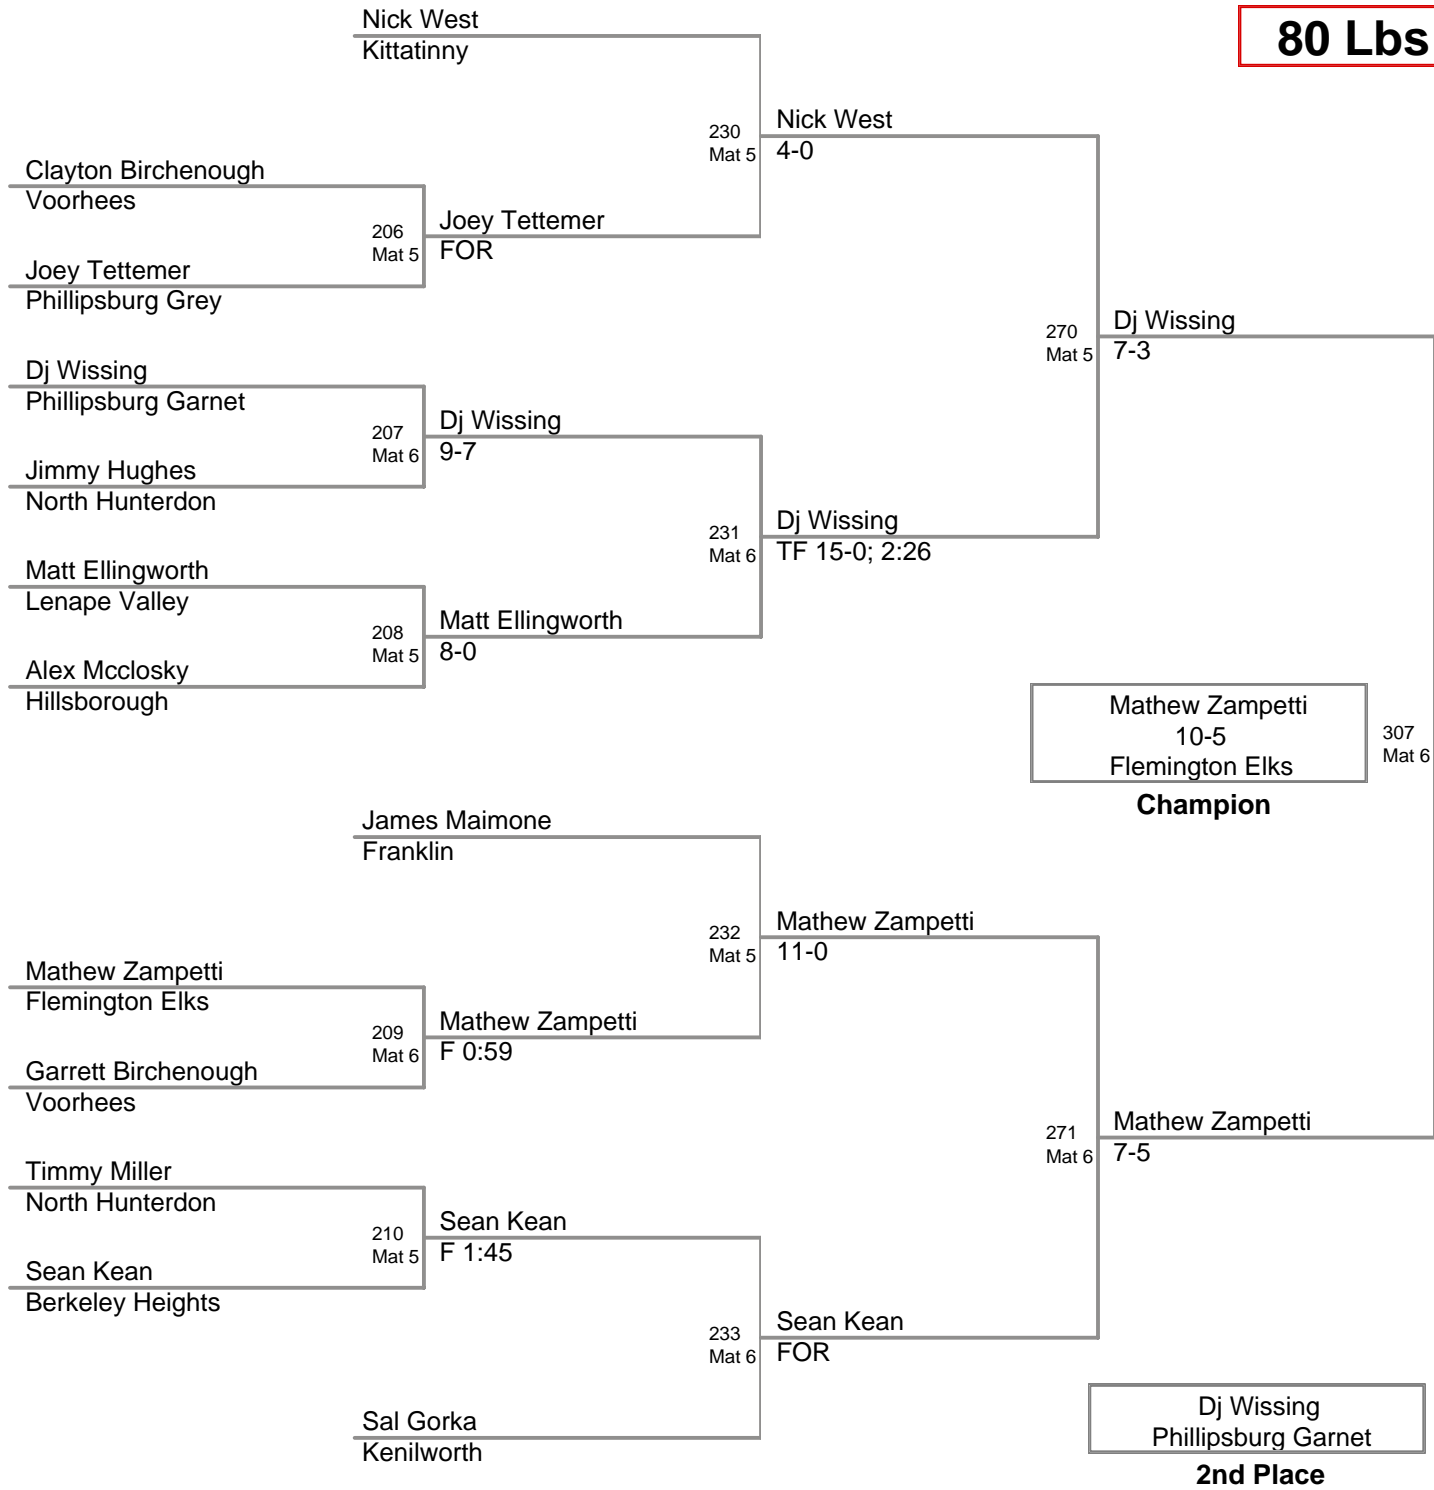 Nick West
Kittatinny
80 Lbs
230
Mat 5
Nick West
4-0
Clayton Birchenough
Voorhees
206
Mat 5
Joey Tettemer
FOR
Joey Tettemer
Phillipsburg Grey
270
Mat 5
Dj Wissing
7-3
Dj Wissing
Phillipsburg Garnet
207
Mat 6
Dj Wissing
9-7
Jimmy Hughes
North Hunterdon
231
Mat 6
Dj Wissing
TF 15-0; 2:26
Matt Ellingworth
Lenape Valley
208
Mat 5
Matt Ellingworth
8-0
Alex Mcclosky
Hillsborough
Mathew Zampetti
10-5
Flemington Elks
Champion
307
Mat 6
James Maimone
Franklin
232
Mat 5
Mathew Zampetti
11-0
Mathew Zampetti
Flemington Elks
209
Mat 6
Mathew Zampetti
F 0:59
Garrett Birchenough
Voorhees
271
Mat 6
Mathew Zampetti
7-5
Timmy Miller
North Hunterdon
210
Mat 5
Sean Kean
F 1:45
Sean Kean
Berkeley Heights
233
Mat 6
Sean Kean
FOR
Sal Gorka
Kenilworth
Dj Wissing
Phillipsburg Garnet
2nd Place